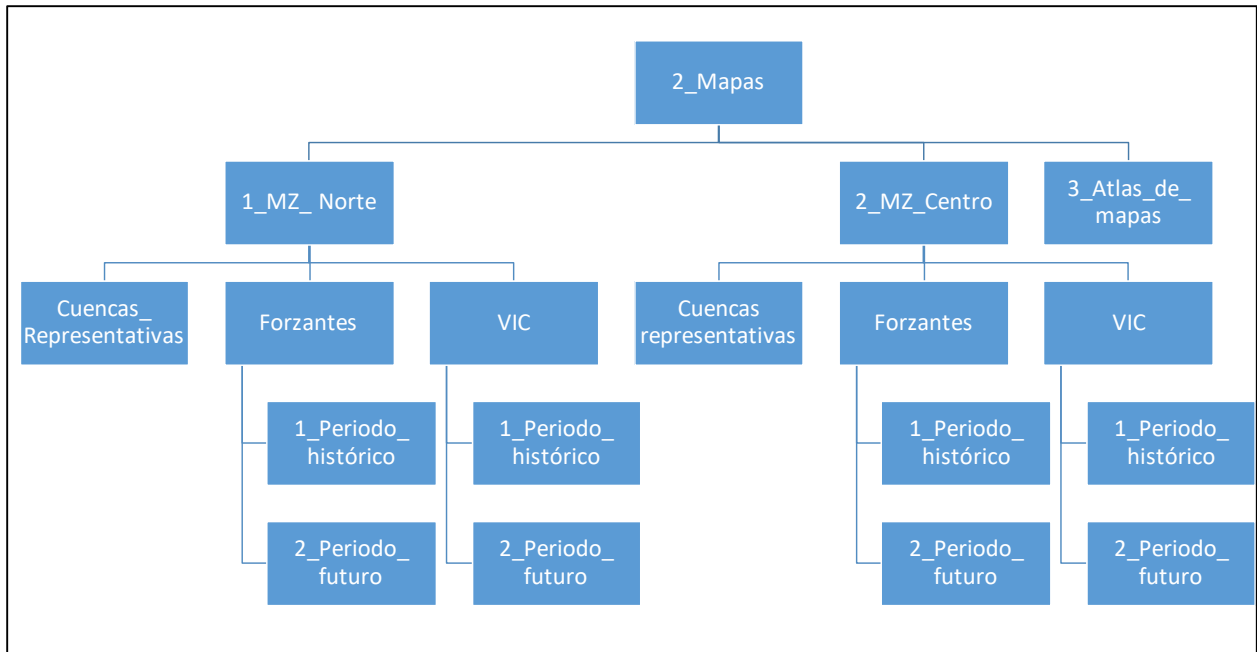 2_Mapas
1_MZ_ Norte
2_MZ_Centro
3_Atlas_de_
mapas
Cuencas_
Representativas
Forzantes
VIC
Cuencas
representativas
Forzantes
VIC
1_Periodo_
histórico
1_Periodo_
histórico
1_Periodo_
histórico
1_Periodo_
histórico
2_Periodo_
futuro
2_Periodo_
futuro
2_Periodo_
futuro
2_Periodo_
futuro